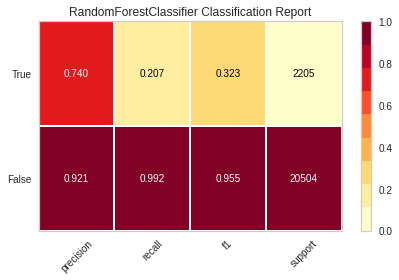 RandomForestClassifier Classification Report
True 0.740 0.207 0.323 2205
False 0.921 0.992 0.955 20504
precision recall f1 support
1.0
0.8
0.6
0.4
0.2
0.0